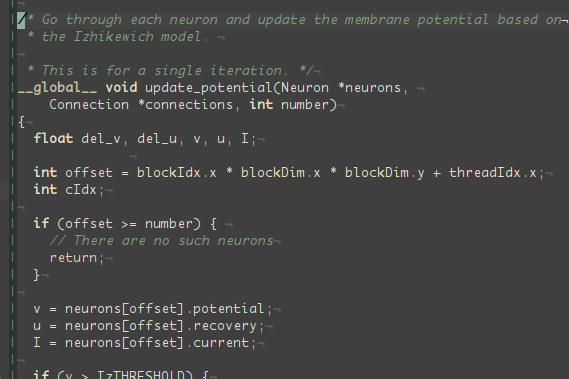 /* Go through each neuron and update the membrane potential based on¬
* the Izhikewich model. ¬
¬
* This is for a single iteration. */¬
__global__ void update_potential(Neuron *neurons, ¬
Connection *connections, int number)¬
{¬
float del_v, del_u, v, u, I;¬
¬
int offset = blockIdx.x * blockDim.x * blockDim.y + threadIdx.x;¬
int cIdx;¬
¬
if (offset >= number) { ¬
// There are no such neurons¬
return;¬
}¬
¬
v = neurons[offset].potential;¬
u = neurons[offset].recovery;¬
I = neurons[offset].current;¬
¬
if (v > IzTHRESHOLD) {¬